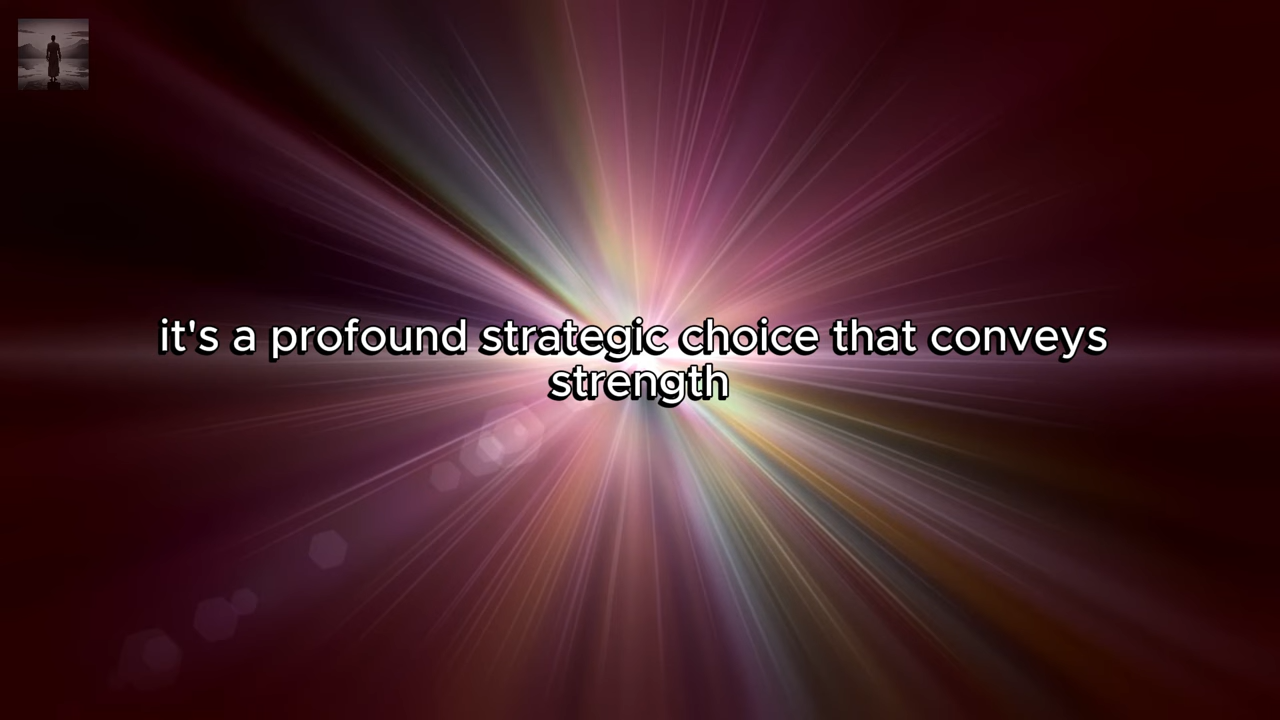 it's a profound strategic choice that conveys
strength